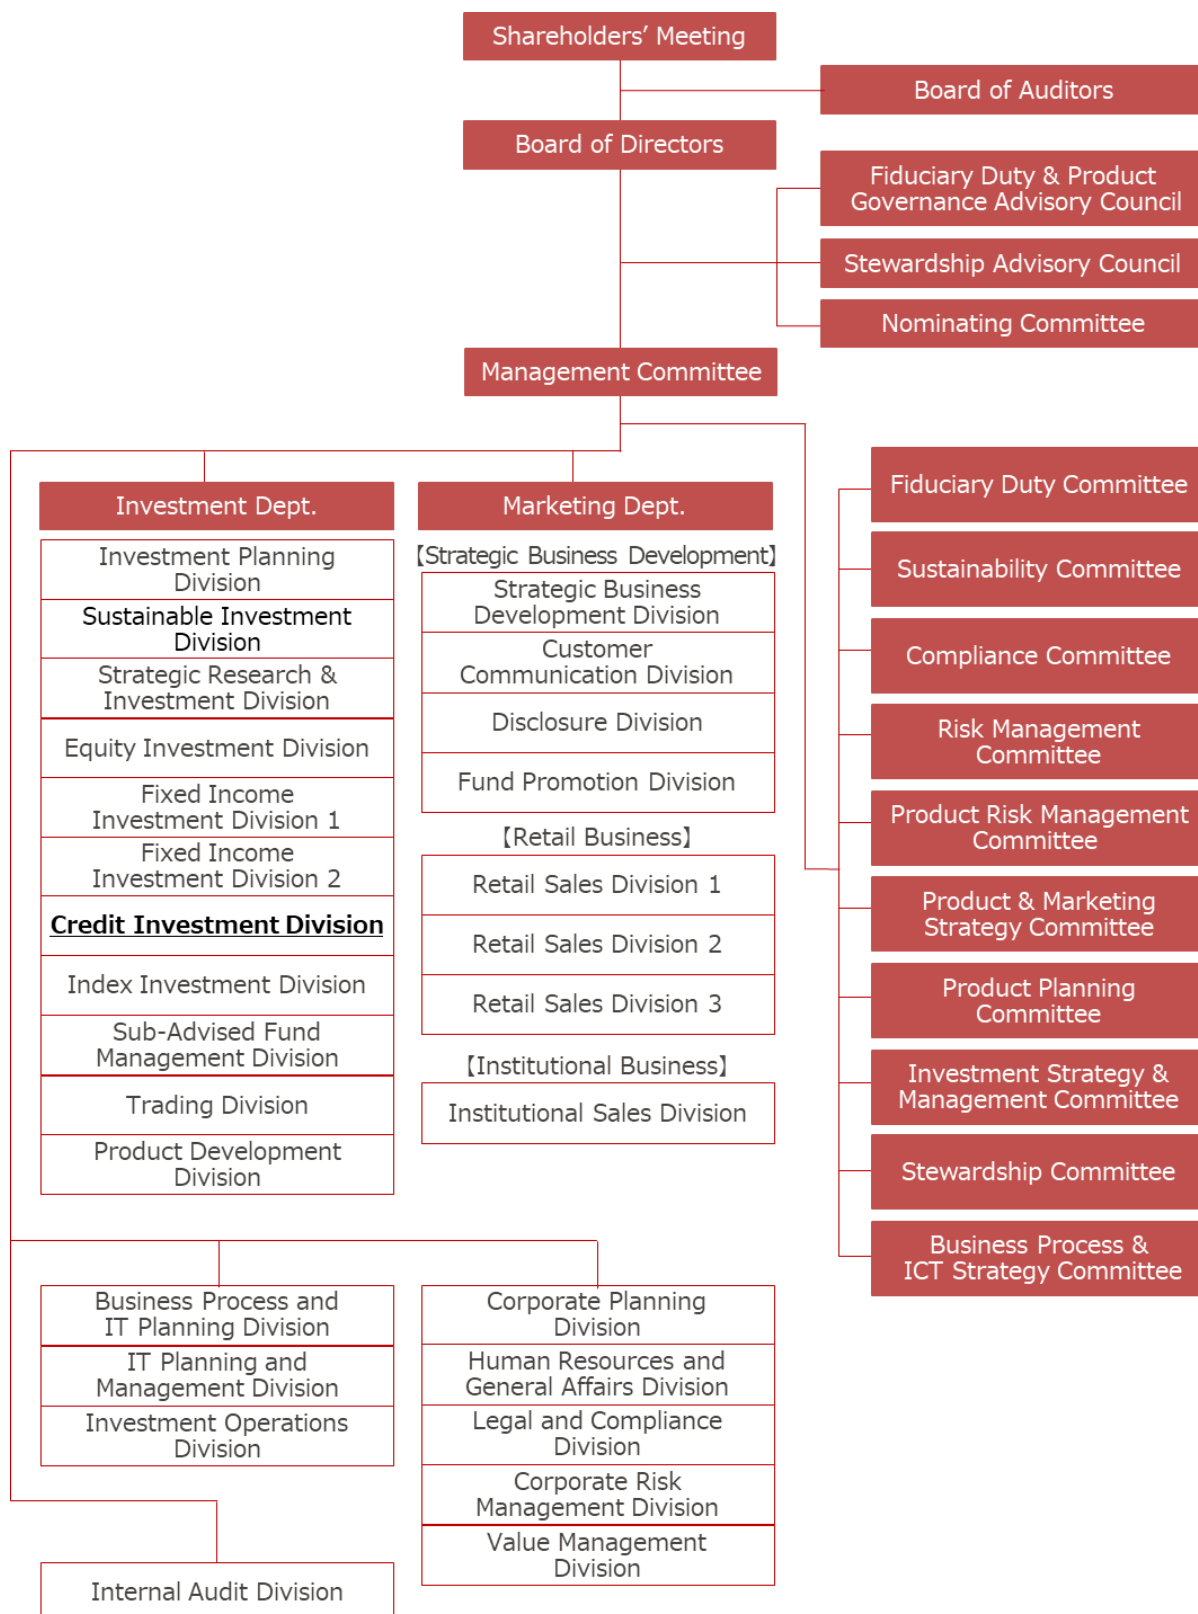 Shareholders’ Meeting
Board of Auditors
Board of Directors
Fiduciary Duty & Product
Governance Advisory Council
Stewardship Advisory Council
Nominating Committee
Management Committee
Investment Dept.
Investment Planning
Division
Sustainable Investment
Division
Strategic Research &
Investment Division
Equity Investment Division
Fixed Income
Investment Division 1
Fixed Income
Investment Division 2
Credit Investment Division
Index Investment Division
Sub-Advised Fund
Management Division
Trading Division
Product Development
Division
Marketing Dept.
【Strategic Business Development】
Strategic Business
Development Division
Customer
Communication Division
Disclosure Division
Fund Promotion Division
【Retail Business】
Retail Sales Division 1
Retail Sales Division 2
Retail Sales Division 3
【Institutional Business】
Institutional Sales Division
Fiduciary Duty Committee
Sustainability Committee
Compliance Committee
Risk Management
Committee
Product Risk Management
Committee
Product & Marketing
Strategy Committee
Product Planning
Committee
Investment Strategy &
Management Committee
Stewardship Committee
Business Process &
ICT Strategy Committee
Business Process and
IT Planning Division
IT Planning and
Management Division
Investment Operations
Division
Corporate Planning
Division
Human Resources and
General Affairs Division
Legal and Compliance
Division
Corporate Risk
Management Division
Value Management
Division
Internal Audit Division